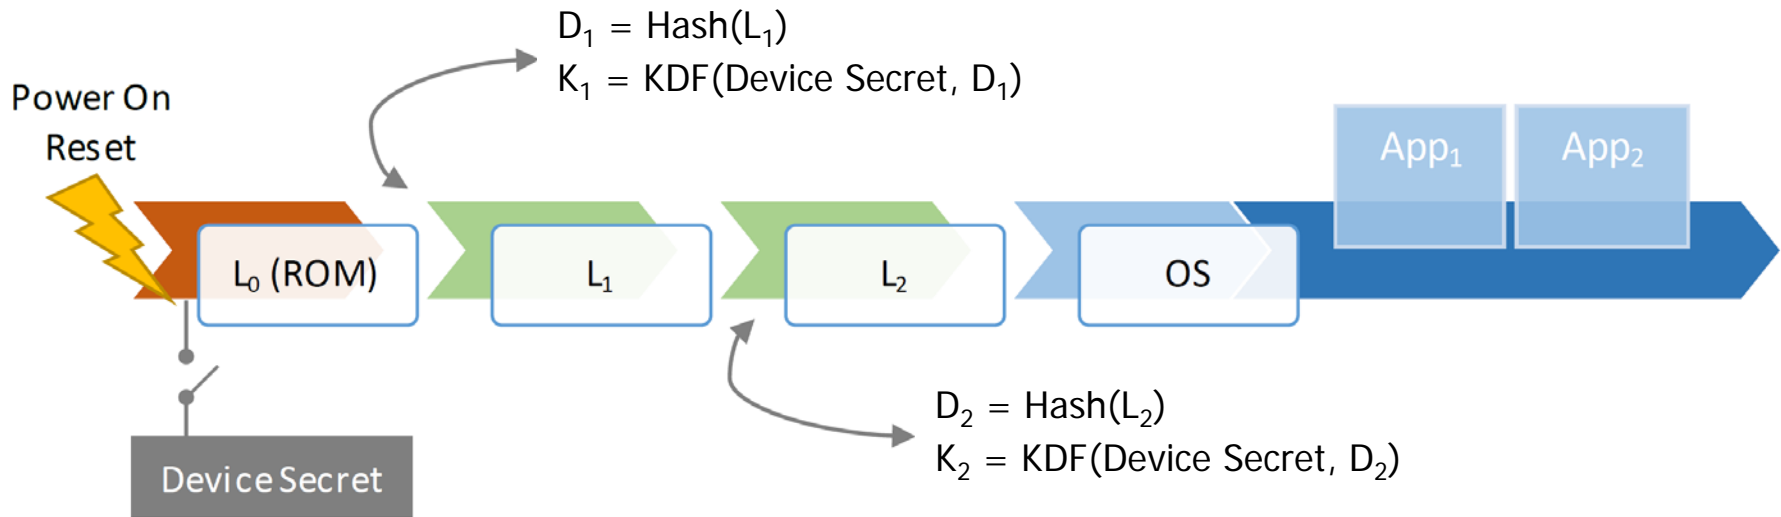 D₁ = Hash(L₁)
K₁ = KDF(Device Secret, D₁)
Power On
Reset
App₁
App₂
L₀ (ROM)
L₁
L₂
OS
D₂ = Hash(L₂)
K₂ = KDF(Device Secret, D₂)
Device Secret